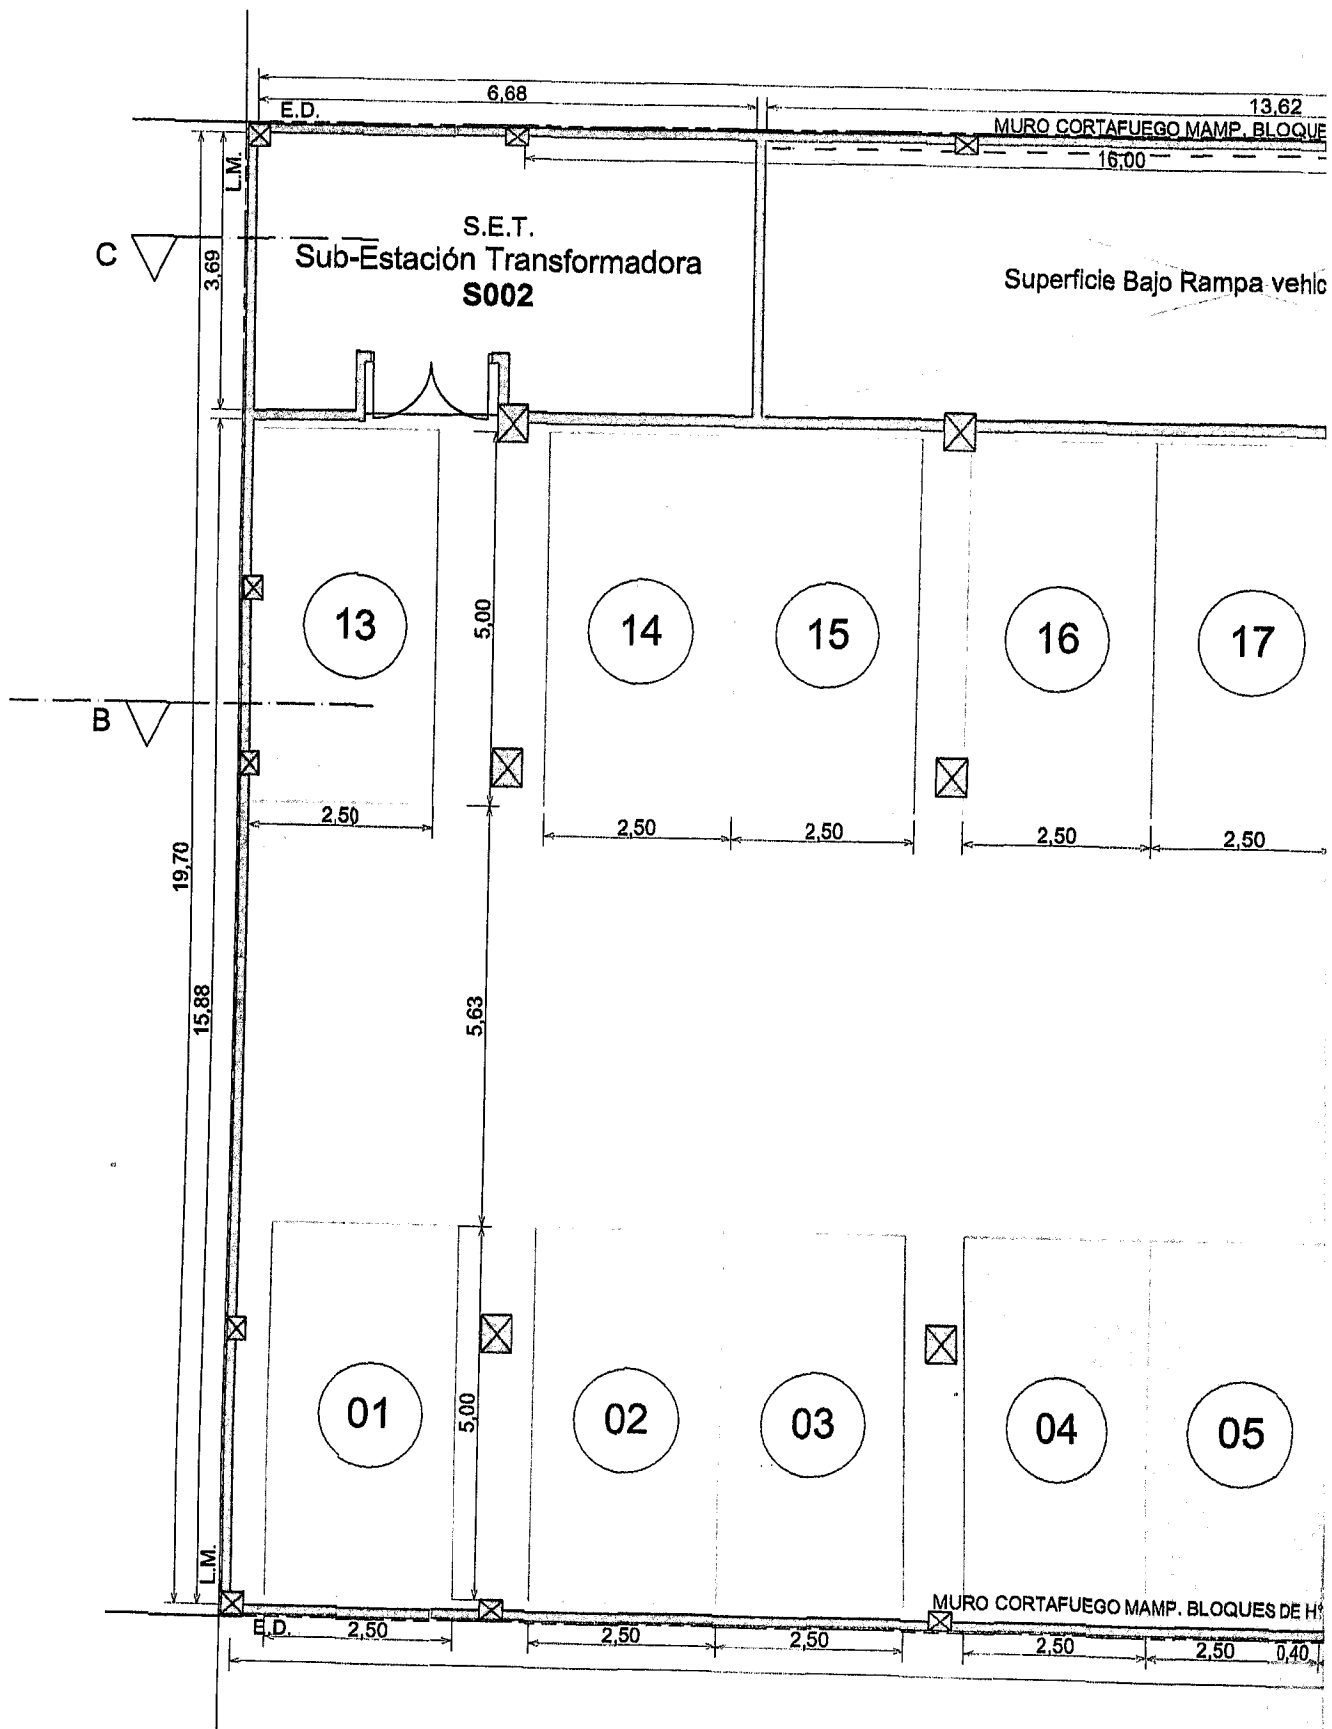 6,68
13,62
E.D.
MURO CORTAFUEGO MAMP. BLOQUE
16,00
L.M.
S.E.T.
Sub-Estación Transformadora
S002
C
3,69
Superficie Bajo Rampa vehic
13
14
15
16
17
5,00
B
2,50
2,50
2,50
2,50
2,50
19,70
15,88
5,63
01
02
03
04
05
5,00
L.M.
MURO CORTAFUEGO MAMP. BLOQUES DE Hº
E.D.
2,50
2,50
2,50
2,50
2,50
0,40